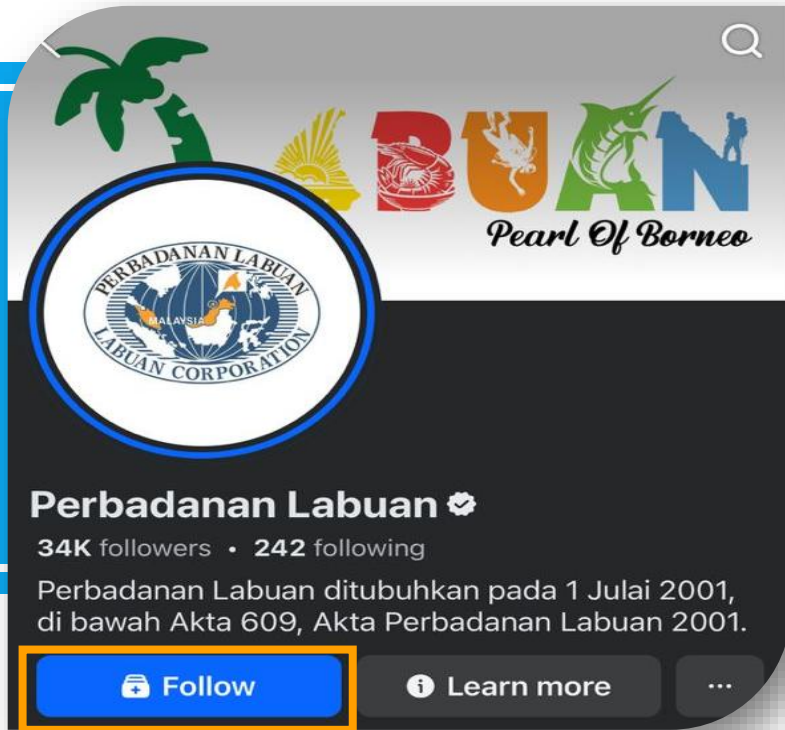 LABUAN
Pearl Of Borneo
PERBADANAN LABUAN
MALAYSIA
LABUAN CORPORATION
Perbadanan Labuan
34K followers • 242 following
Perbadanan Labuan ditubuhkan pada 1 Julai 2001,
di bawah Akta 609, Akta Perbadanan Labuan 2001.
Follow
Learn more
...